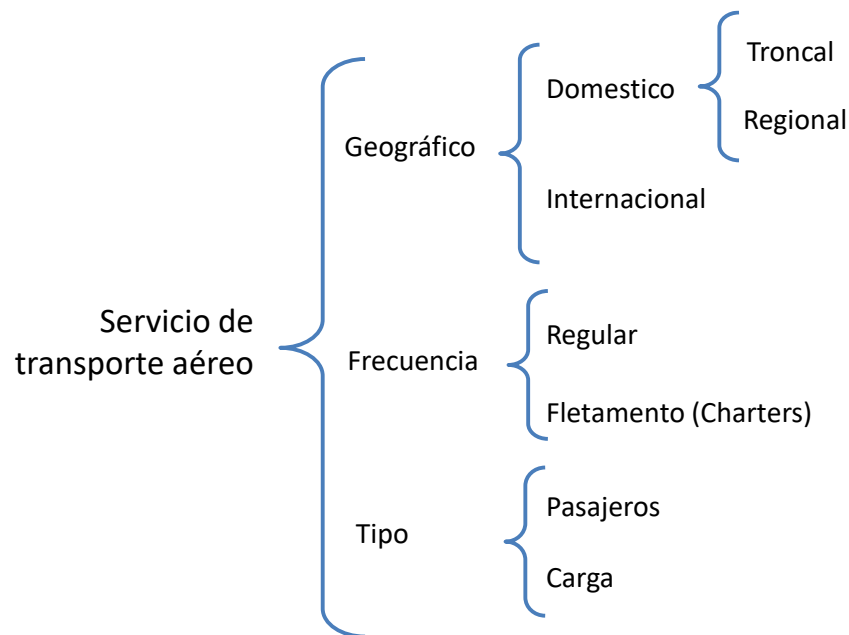 Servicio de
transporte aéreo
Geográfico
Domestico
Troncal
Regional
Internacional
Frecuencia
Regular
Fletamento (Charters)
Tipo
Pasajeros
Carga